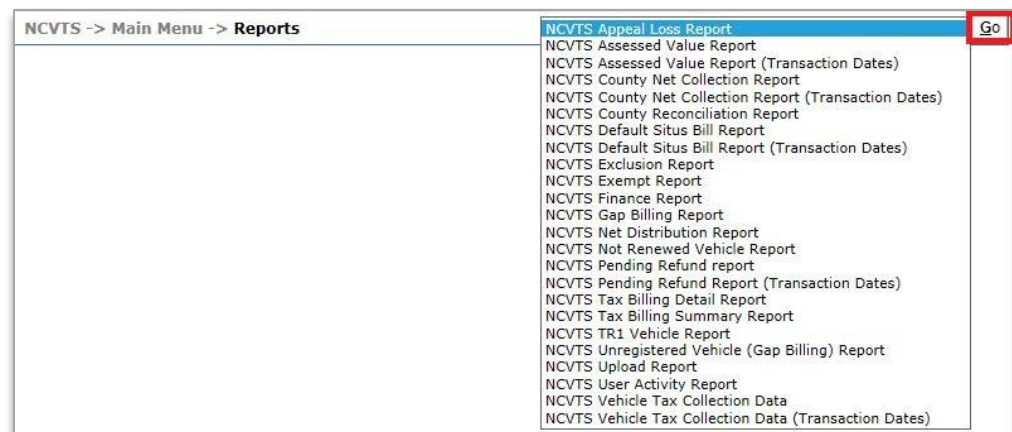 NCVTS -> Main Menu -> Reports
NCVTS Appeal Loss Report
Go
NCVTS Assessed Value Report
NCVTS Assessed Value Report (Transaction Dates)
NCVTS County Net Collection Report
NCVTS County Net Collection Report (Transaction Dates)
NCVTS County Reconciliation Report
NCVTS Default Situs Bill Report
NCVTS Default Situs Bill Report (Transaction Dates)
NCVTS Exclusion Report
NCVTS Exempt Report
NCVTS Finance Report
NCVTS Gap Billing Report
NCVTS Net Distribution Report
NCVTS Not Renewed Vehicle Report
NCVTS Pending Refund report
NCVTS Pending Refund Report (Transaction Dates)
NCVTS Tax Billing Detail Report
NCVTS Tax Billing Summary Report
NCVTS TR1 Vehicle Report
NCVTS Unregistered Vehicle (Gap Billing) Report
NCVTS Upload Report
NCVTS User Activity Report
NCVTS Vehicle Tax Collection Data
NCVTS Vehicle Tax Collection Data (Transaction Dates)